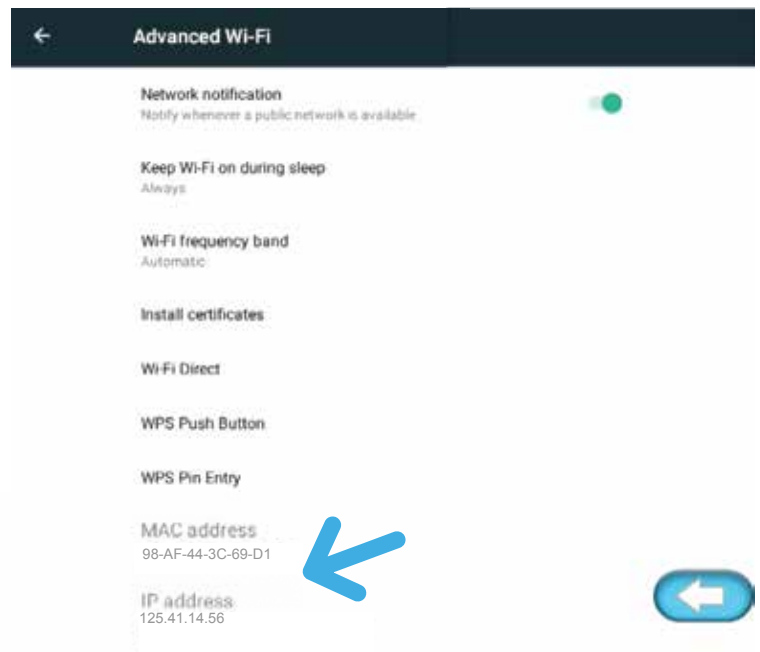 Advanced Wi-Fi
Network notification
Notify whenever a public network is available
Keep Wi-Fi on during sleep
Always
Wi-Fi frequency band
Automatic
Install certificates
Wi-Fi Direct
WPS Push Button
WPS Pin Entry
MAC address
98-AF-44-3C-69-D1
IP address
125.41.14.56